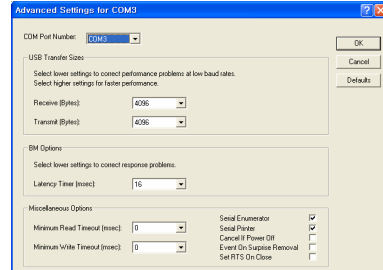 Advanced Settings for COM3
COM Port Number: COM3
OK
USB Transfer Sizes
Cancel
Select lower settings to correct performance problems at low baud rates.
Defaults
Select higher settings for faster performance.
Receive (Bytes): 4096
Transmit (Bytes): 4096
BM Options
Select lower settings to correct response problems.
Latency Timer (msec): 16
Miscellaneous Options
Minimum Read Timeout (msec): 0
Minimum Write Timeout (msec): 0
Serial Enumerator
Serial Printer
Cancel If Power Off
Event On Surprise Removal
Set RTS On Close